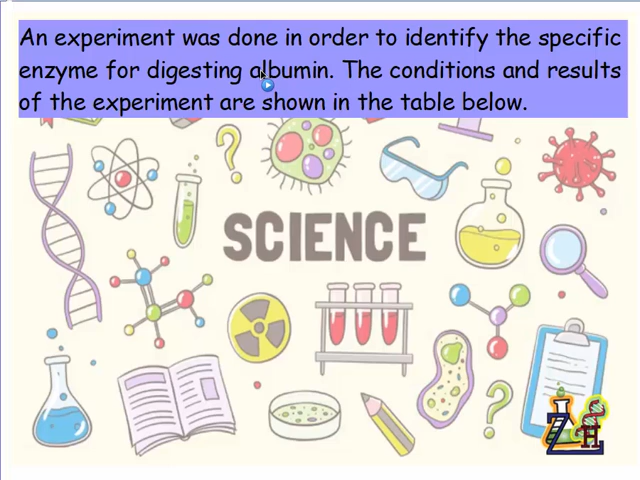 An experiment was done in order to identify the specific
enzyme for digesting albumin. The conditions and results
of the experiment are shown in the table below.
SCIENCE
Z
H